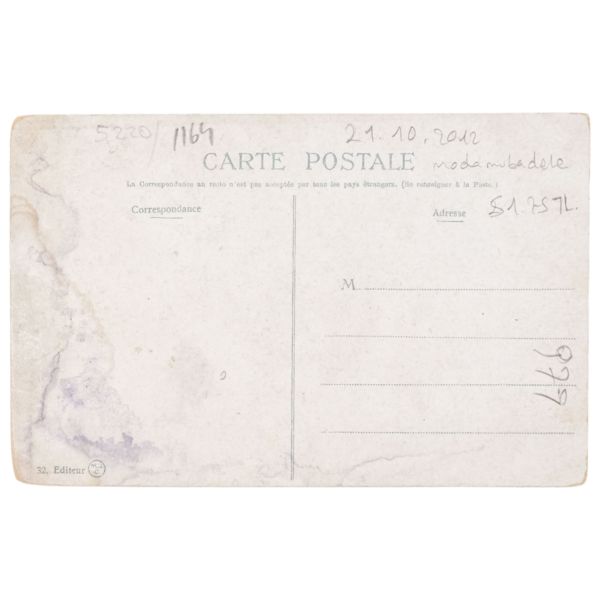 5220/ 1164 21.10.2012
CARTE POSTALE modamubadele
La Correspondance au recto n'est pas acceptée par tous les pays étrangers. (Se renseigner à la Poste.)
Correspondance
Adresse 51.75TL.
M
979
32. Editeur